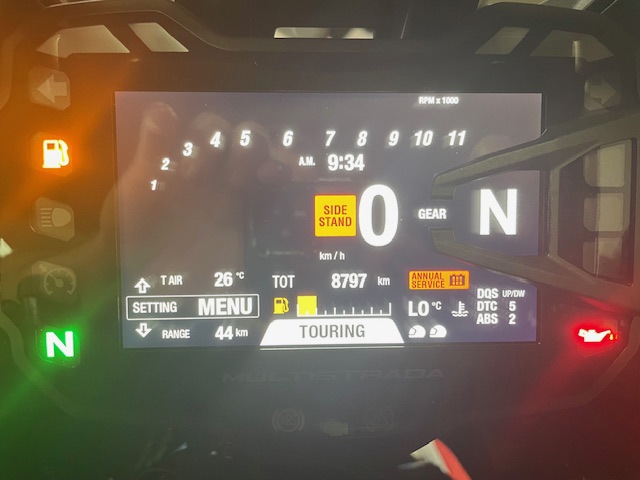 RPM x 1000
1 2 3 4 5 6 7 8 9 10 11
A.M. 9:34
SIDE
STAND
0
GEAR N
km / h
T AIR 26 °C
TOT 8797 km
ANNUAL
SERVICE
SETTING MENU
RANGE 44 km
TOURING
LO °C
DQS UP/DW
DTC 5
ABS 2
N
MULTISTRADA